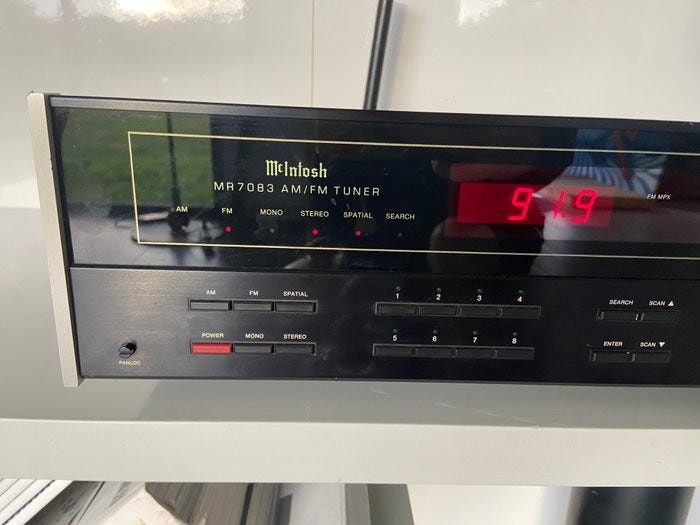 McIntosh
MR7083 AM/FM TUNER
AM FM MONO STEREO SPATIAL SEARCH
91.9
FM MPX
AM FM SPATIAL
1 2 3 4
SEARCH SCAN ▲
POWER MONO STEREO
5 6 7 8
ENTER SCAN ▼
PANLOC